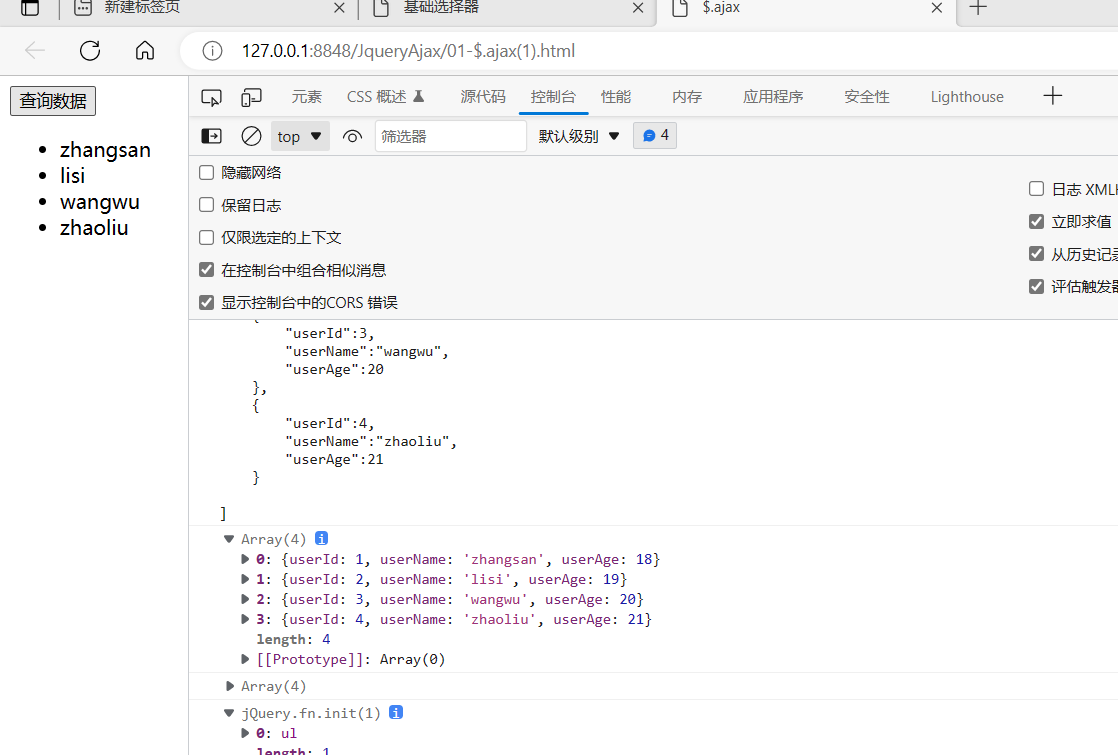 新建标签页
基础选择器
$.ajax
127.0.0.1:8848/JqueryAjax/01-$.ajax(1).html
查询数据
zhangsan
lisi
wangwu
zhaoliu
元素 CSS 概述 源代码 控制台 性能 内存 应用程序 安全性 Lighthouse
top 筛选器 默认级别 4
隐藏网络
保留日志
仅限选定的上下文
在控制台中组合相似消息
显示控制台中的CORS 错误
日志
立即求值
从历史记录
评估触发器
{
"userId":3,
"userName":"wangwu",
"userAge":20
},
{
"userId":4,
"userName":"zhaoliu",
"userAge":21
}
]
Array(4)
0: {userId: 1, userName: 'zhangsan', userAge: 18}
1: {userId: 2, userName: 'lisi', userAge: 19}
2: {userId: 3, userName: 'wangwu', userAge: 20}
3: {userId: 4, userName: 'zhaoliu', userAge: 21}
length: 4
[[Prototype]]: Array(0)
Array(4)
jQuery.fn.init(1)
0: ul
length: 1